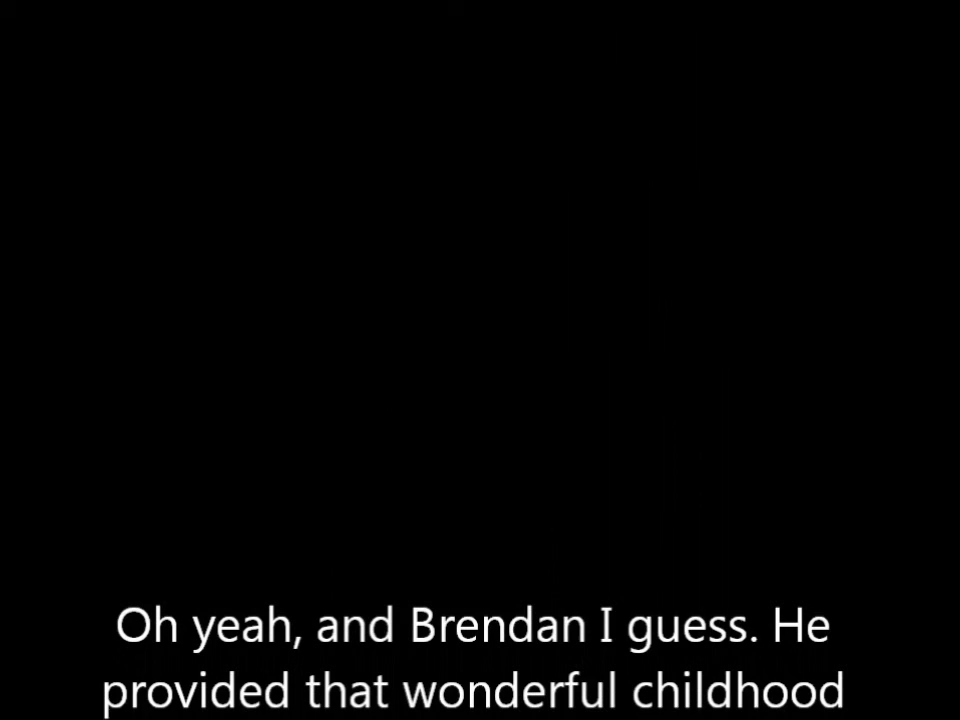 Oh yeah, and Brendan I guess. He
provided that wonderful childhood